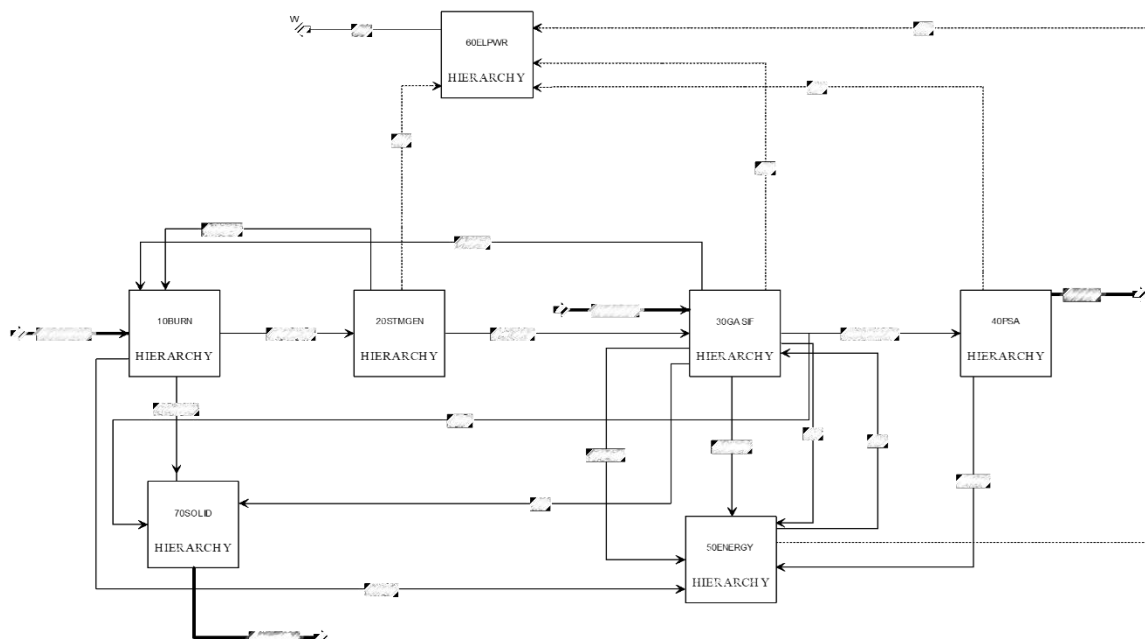 W
60ELPWR
HIERARCHY
10BURN
HIERARCHY
20STMGEN
HIERARCHY
30GASIF
HIERARCHY
40PSA
HIERARCHY
70SOLID
HIERARCHY
50ENERGY
HIERARCHY